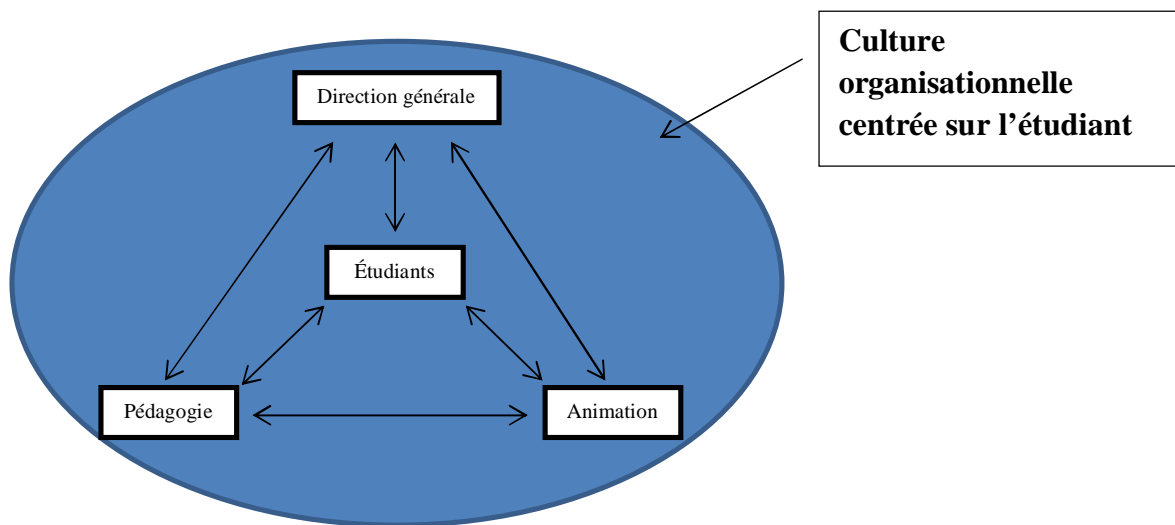 Direction générale
Culture
organisationnelle
centrée sur l’étudiant
Étudiants
Pédagogie
Animation